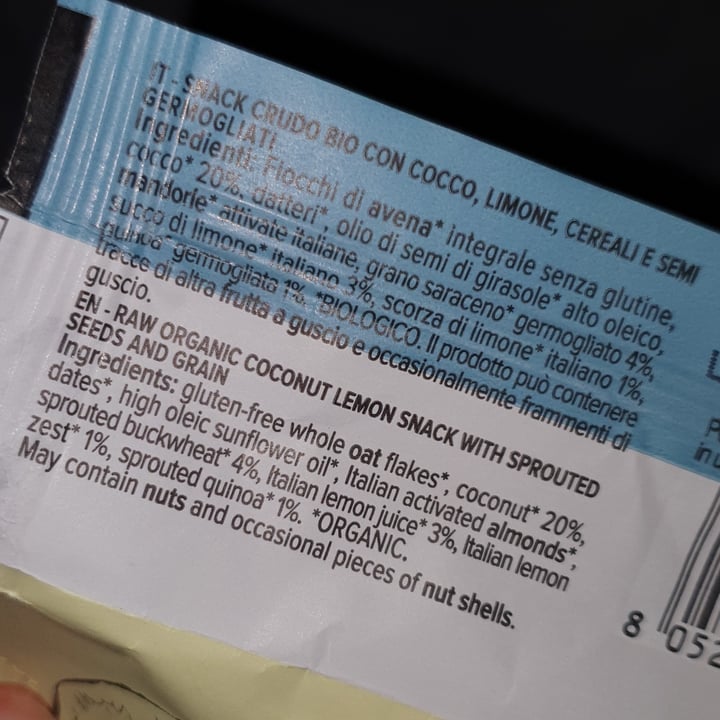 IT - SNACK CRUDO BIO CON COCCO, LIMONE, CEREALI E SEMI
GERMOGLIATI
Ingredienti: Fiocchi di avena* integrale senza glutine,
cocco* 20%, datteri*, olio di semi di girasole* alto oleico,
mandorle* attivate italiane, grano saraceno* germogliato 4%,
succo di limone* italiano 3%, scorza di limone* italiano 1%,
quinoa* germogliata 1%. *BIOLOGICO. Il prodotto può contenere
tracce di altra frutta a guscio e occasionalmente frammenti di
guscio.
EN - RAW ORGANIC COCONUT LEMON SNACK WITH SPROUTED
SEEDS AND GRAIN
Ingredients: gluten-free whole oat flakes*, coconut* 20%,
dates*, high oleic sunflower oil*, Italian activated almonds*,
sprouted buckwheat* 4%, Italian lemon juice* 3%, Italian lemon
zest* 1%, sprouted quinoa* 1%. *ORGANIC.
May contain nuts and occasional pieces of nut shells.
8 052